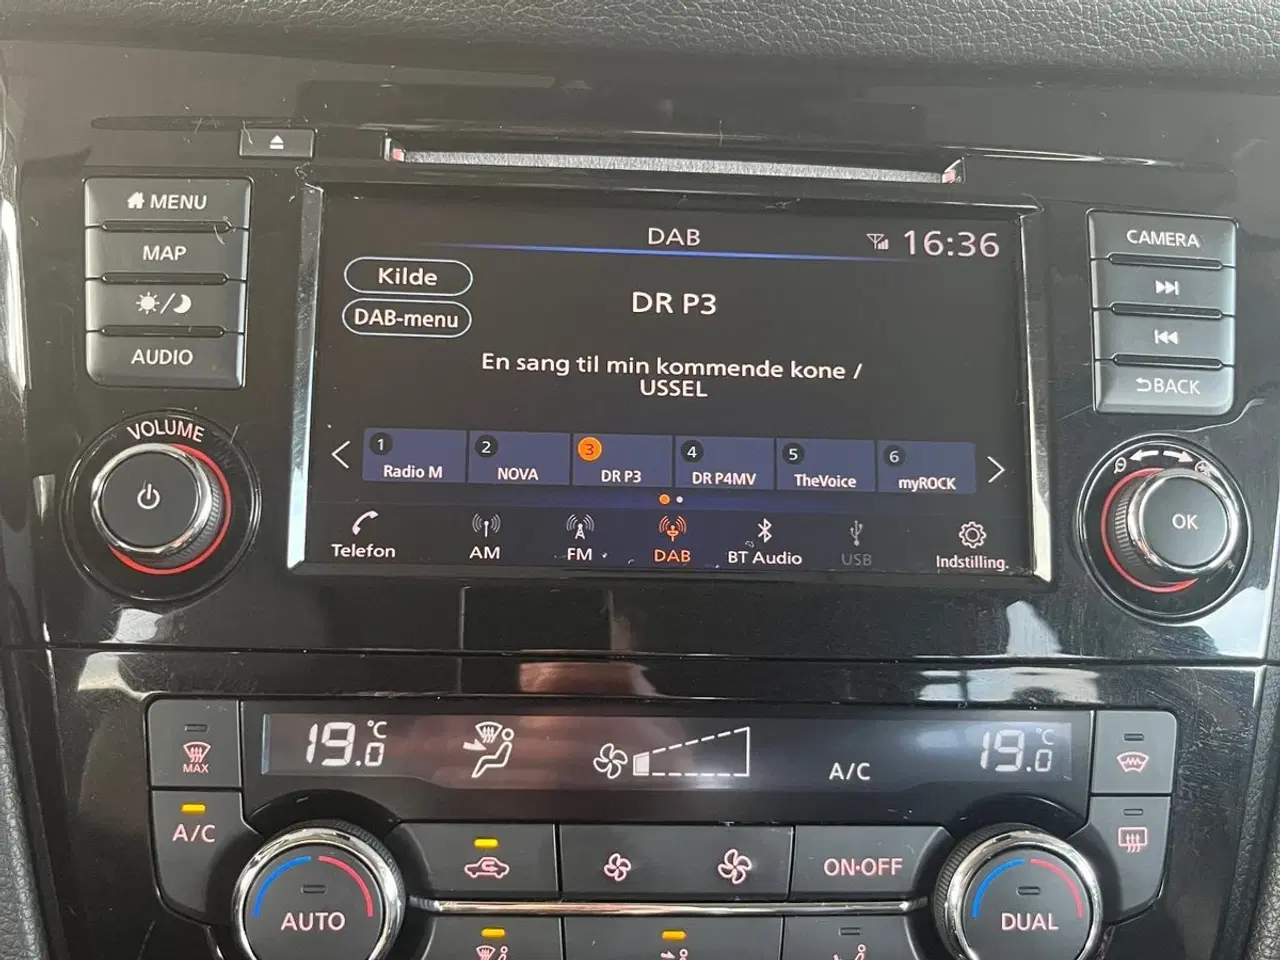 MENU
MAP
AUDIO
VOLUME
DAB
16:36
Kilde
DAB-menu
DR P3
En sang til min kommende kone /
USSEL
1
Radio M
2
NOVA
3
DR P3
4
DR P4MV
5
TheVoice
6
myROCK
Telefon
AM
FM
DAB
BT Audio
USB
Indstilling.
CAMERA
BACK
OK
MAX
19.0 °C
A/C
19.0 °C
A/C
AUTO
ON·OFF
DUAL